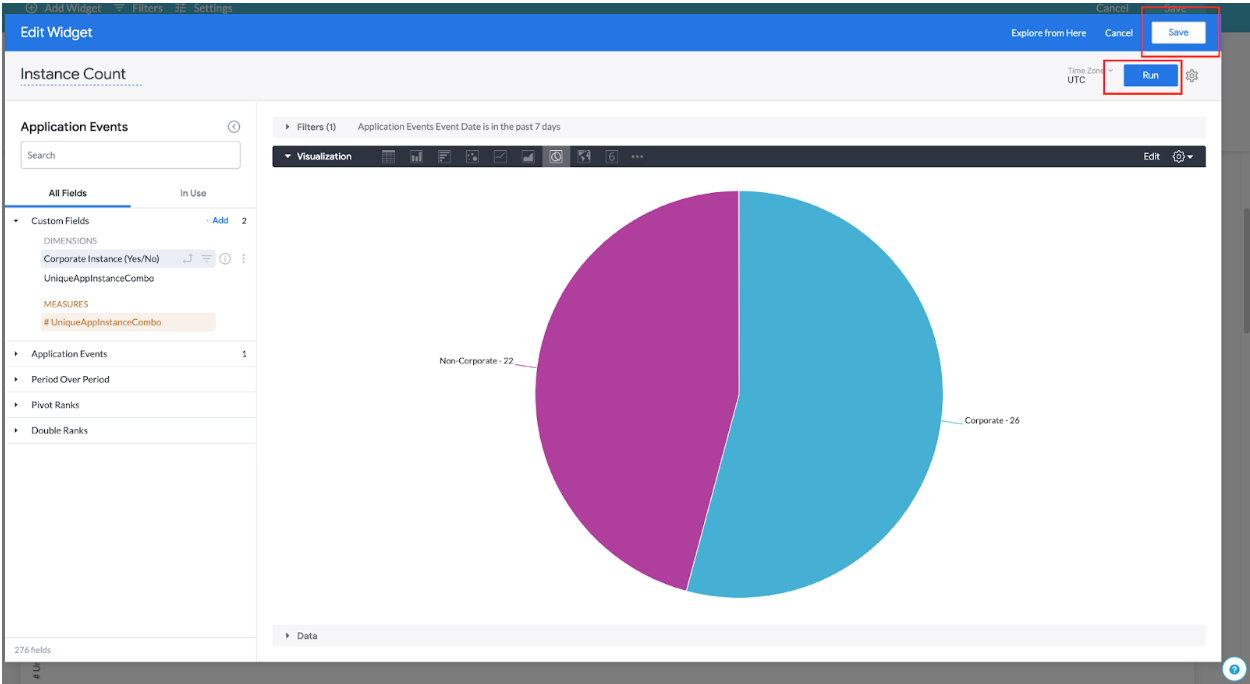 Add Widget Filters Settings Cancel Save
Edit Widget Explore from Here Cancel Save
Instance Count Time Zone UTC Run
Application Events
Search
All Fields In Use
Custom Fields Add 2
DIMENSIONS
Corporate Instance (Yes/No)
UniqueAppInstanceCombo
MEASURES
# UniqueAppInstanceCombo
Application Events 1
Period Over Period
Pivot Ranks
Double Ranks
276 fields
Filters (1) Application Events Event Date is in the past 7 days
Visualization 6 ••• Edit
Non-Corporate - 22
Corporate - 26
Data
# Un
?